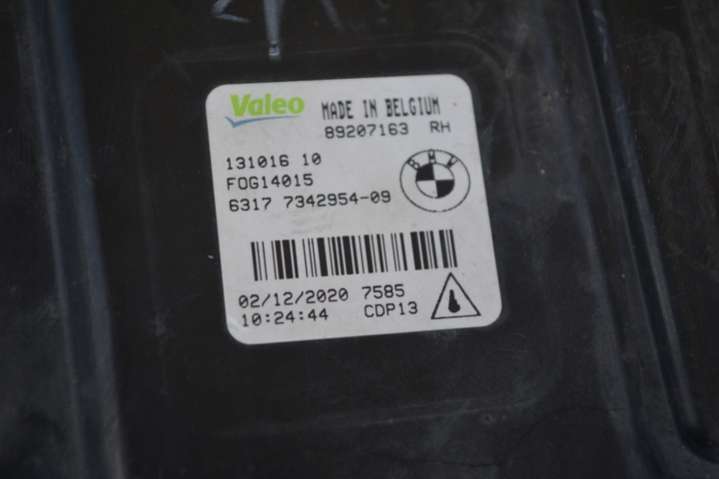 Valeo MADE IN BELGIUM
89207163 RH
131016 10
FOG14015
BMW
6317 7342954-09
02/12/2020 7585
10:24:44 CDP13